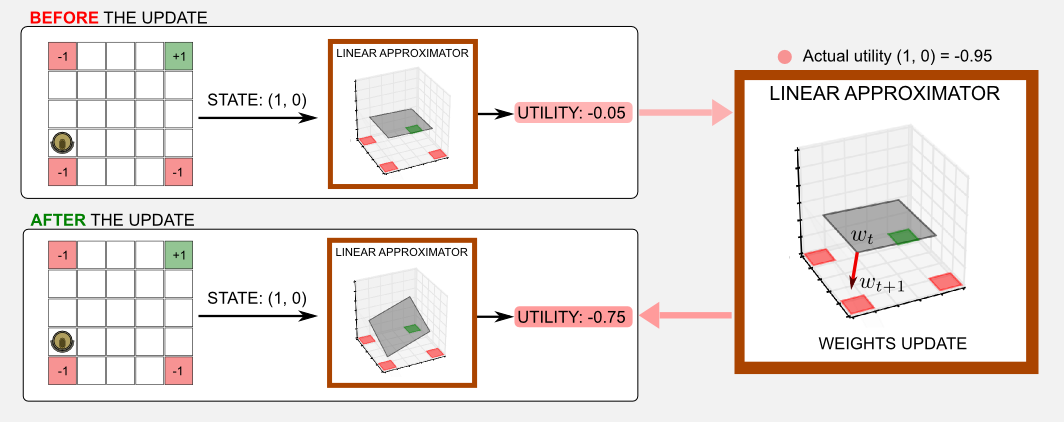 BEFORE THE UPDATE
-1
+1
-1
-1
STATE: (1, 0)
LINEAR APPROXIMATOR
UTILITY: -0.05
AFTER THE UPDATE
-1
+1
-1
-1
STATE: (1, 0)
LINEAR APPROXIMATOR
UTILITY: -0.75
Actual utility (1, 0) = -0.95
LINEAR APPROXIMATOR
w_t
w_{t+1}
WEIGHTS UPDATE